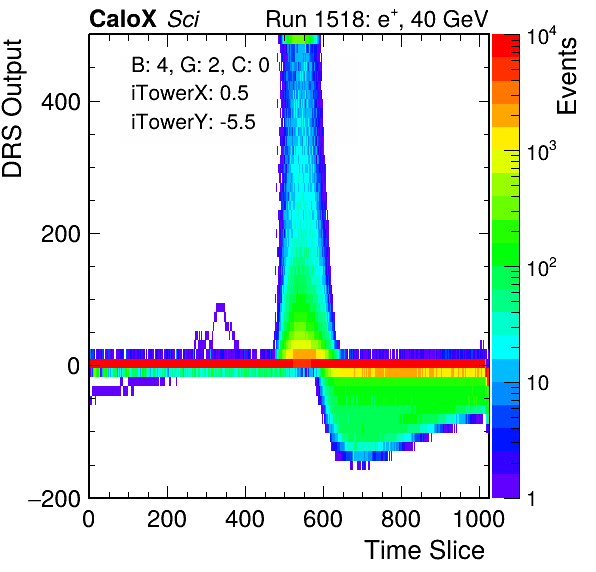 CaloX Sci Run 1518: e⁺, 40 GeV
B: 4, G: 2, C: 0
iTowerX: 0.5
iTowerY: -5.5
DRS Output
400
200
0
−200
0 200 400 600 800 1000
Time Slice
Events
10⁴
10³
10²
10
1